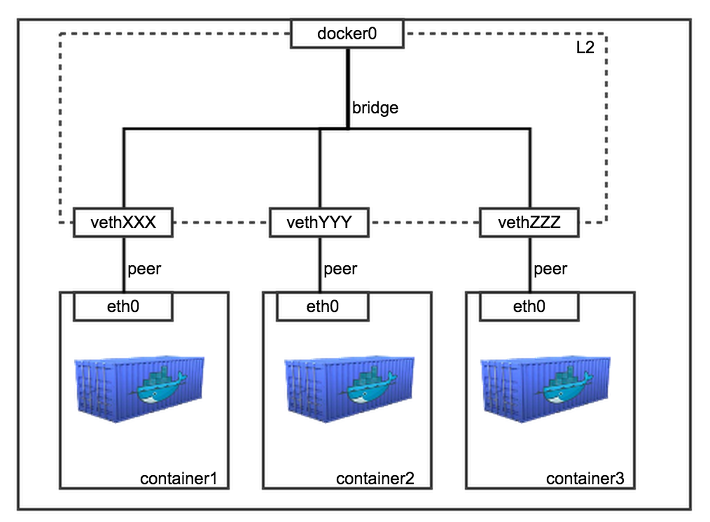 docker0
L2
bridge
vethXXX
vethYYY
vethZZZ
peer
peer
peer
eth0
eth0
eth0
container1
container2
container3